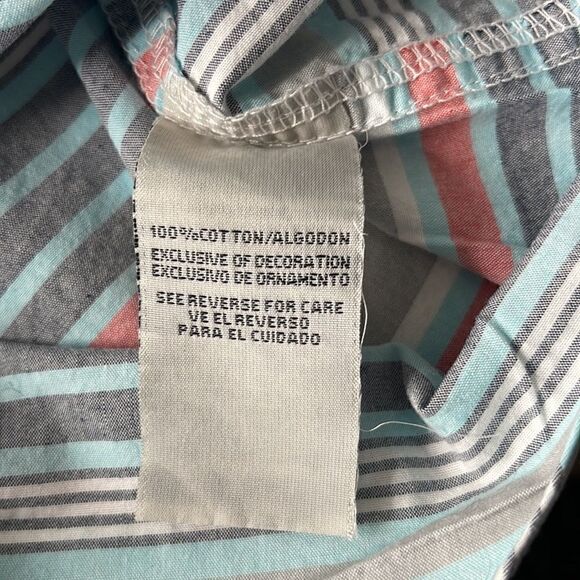 100%COTTON/ALGODON
EXCLUSIVE OF DECORATION
EXCLUSIVO DE ORNAMENTO
SEE REVERSE FOR CARE
VE EL REVERSO
PARA EL CUIDADO